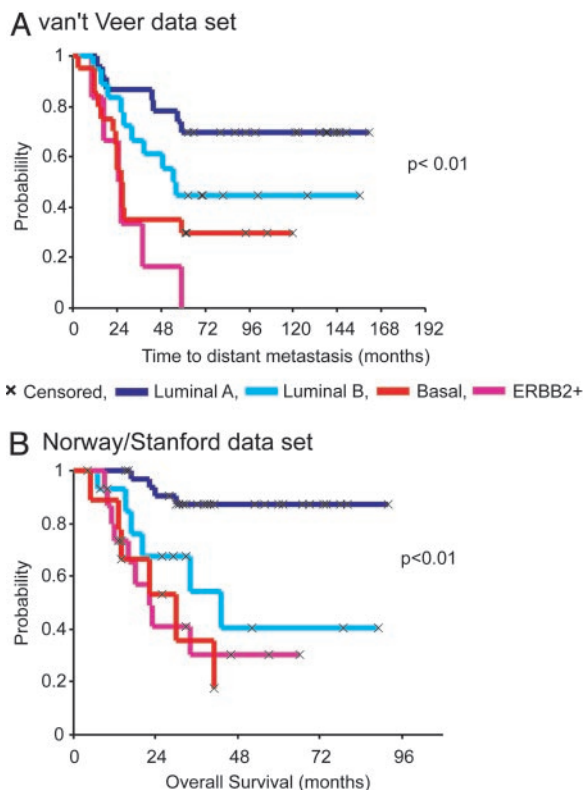 A van't Veer data set
1
0.8
0.6
0.4
0.2
0
Probabililty
p< 0.01
0 24 48 72 96 120 144 168 192
Time to distant metastasis (months)
× Censored, Luminal A, Luminal B, Basal, ERBB2+
B Norway/Stanford data set
1
0.8
0.6
0.4
0.2
0
Probability
p<0.01
0 24 48 72 96
Overall Survival (months)